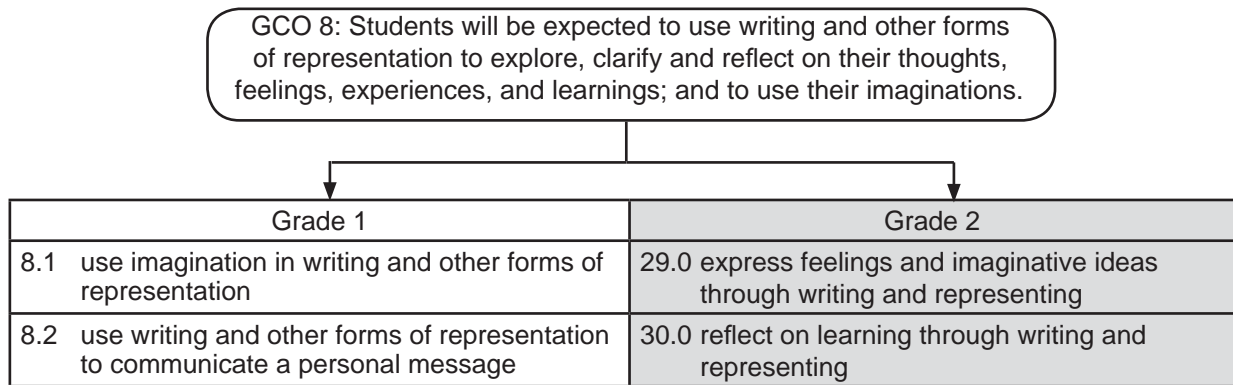 GCO 8: Students will be expected to use writing and other forms
of representation to explore, clarify and reflect on their thoughts,
feelings, experiences, and learnings; and to use their imaginations.
Grade 1
Grade 2
8.1 use imagination in writing and other forms of
representation
29.0 express feelings and imaginative ideas
through writing and representing
8.2 use writing and other forms of representation
to communicate a personal message
30.0 reflect on learning through writing and
representing